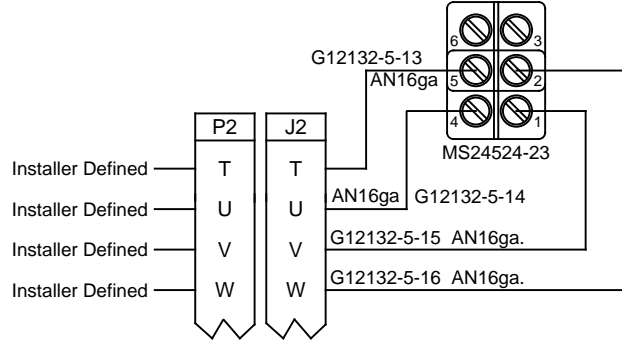 6 3
G12132-5-13
AN16ga 5 2
4 1
P2 J2
MS24524-23
Installer Defined T T
AN16ga G12132-5-14
Installer Defined U U
G12132-5-15 AN16ga.
Installer Defined V V
G12132-5-16 AN16ga.
Installer Defined W W